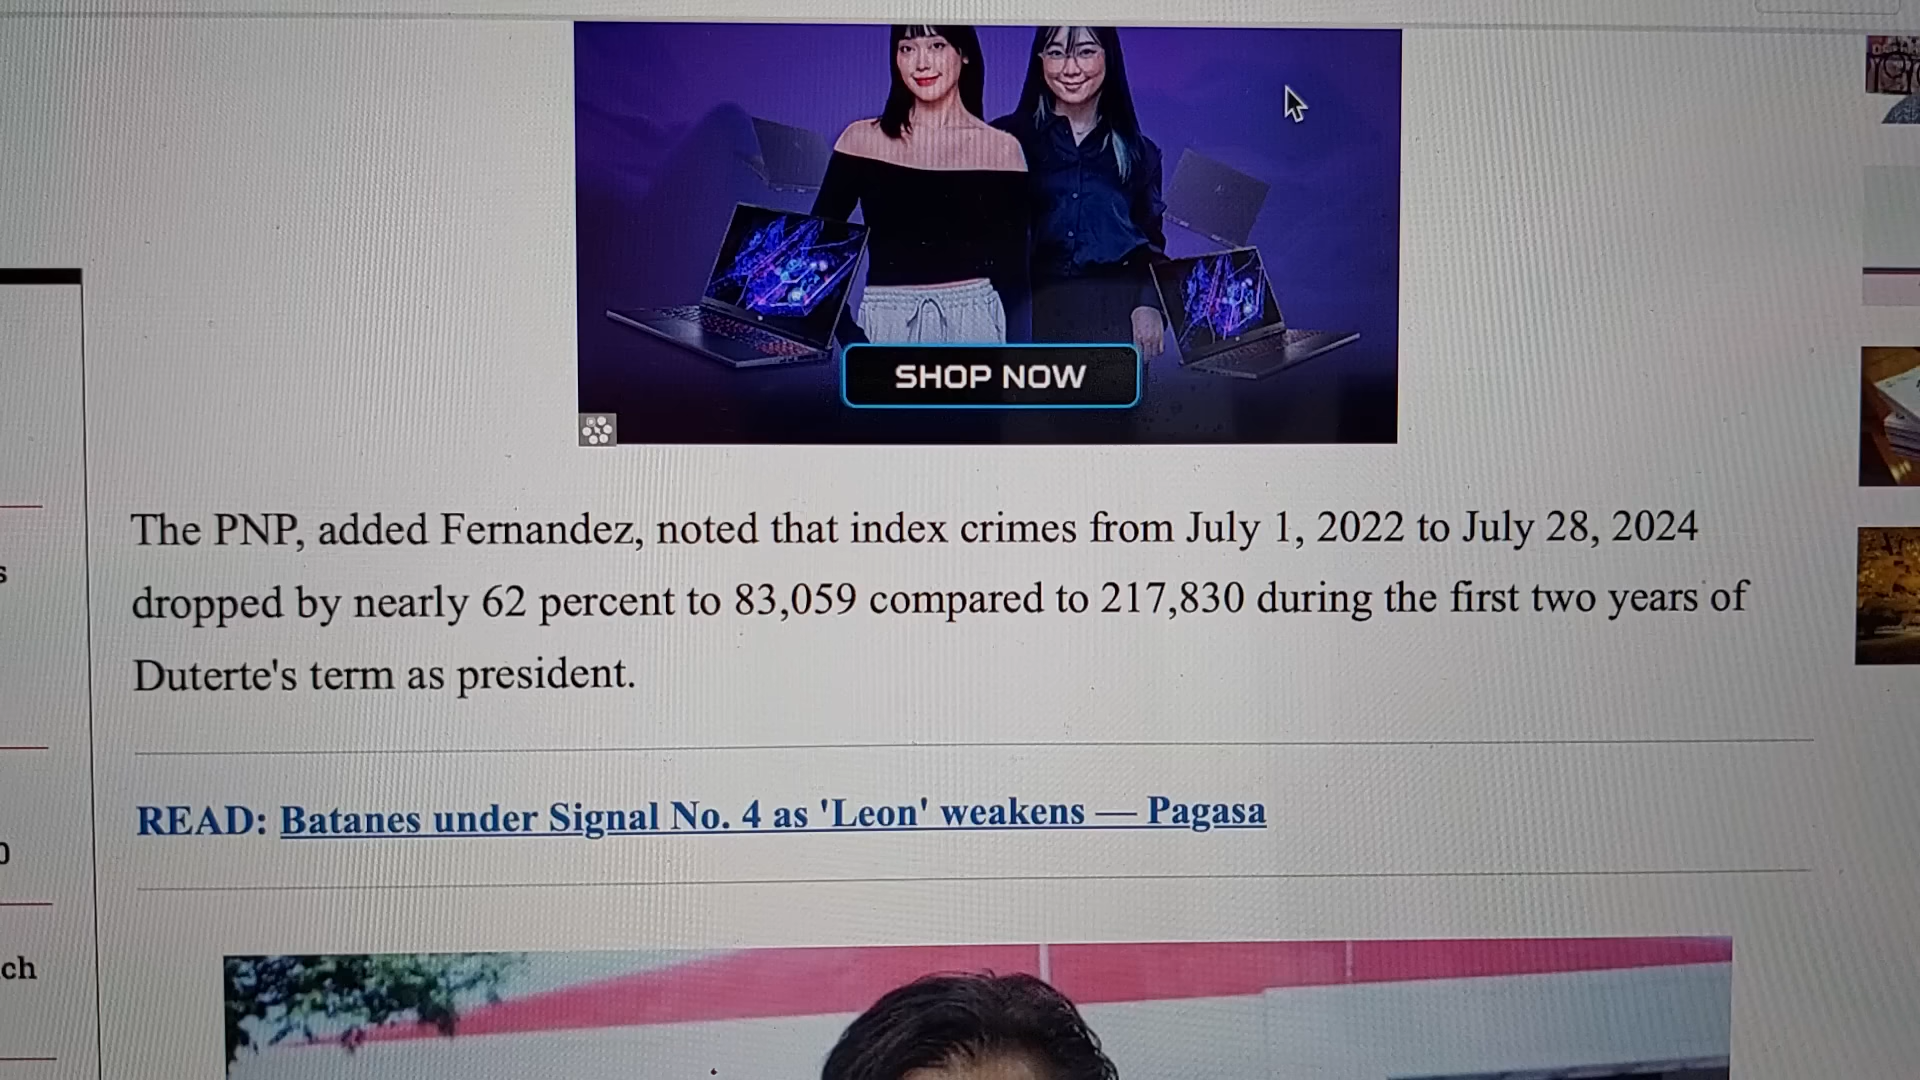 SHOP NOW
The PNP, added Fernandez, noted that index crimes from July 1, 2022 to July 28, 2024
dropped by nearly 62 percent to 83,059 compared to 217,830 during the first two years of
Duterte's term as president.
READ: Batanes under Signal No. 4 as 'Leon' weakens — Pagasa
s
0
ch